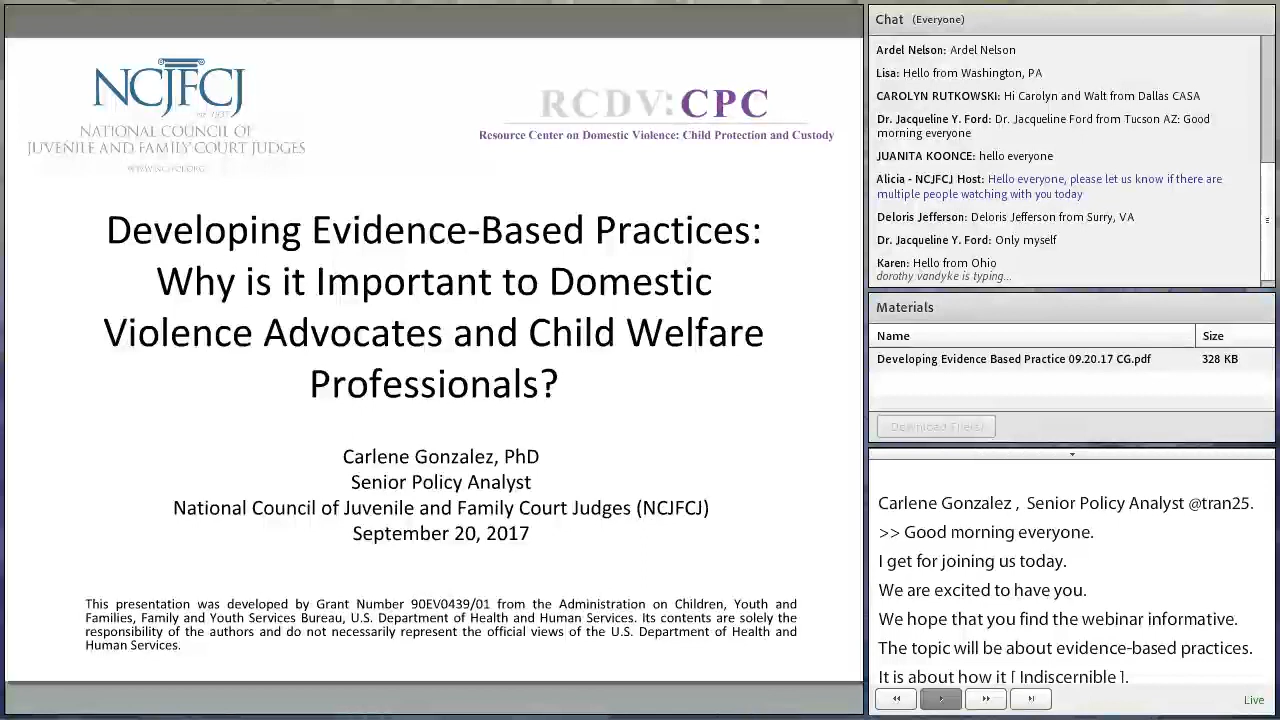 NCJFCJ
EST. 1937
NATIONAL COUNCIL OF
JUVENILE AND FAMILY COURT JUDGES
WWW.NCJFCJ.ORG
RCDV:CPC
Resource Center on Domestic Violence: Child Protection and Custody
Developing Evidence-Based Practices:
Why is it Important to Domestic
Violence Advocates and Child Welfare
Professionals?
Carlene Gonzalez, PhD
Senior Policy Analyst
National Council of Juvenile and Family Court Judges (NCJFCJ)
September 20, 2017
This presentation was developed by Grant Number 90EV0439/01 from the Administration on Children, Youth and
Families, Family and Youth Services Bureau, U.S. Department of Health and Human Services. Its contents are solely the
responsibility of the authors and do not necessarily represent the official views of the U.S. Department of Health and
Human Services.
Chat (Everyone)
Ardel Nelson: Ardel Nelson
Lisa: Hello from Washington, PA
CAROLYN RUTKOWSKI: Hi Carolyn and Walt from Dallas CASA
Dr. Jacqueline Y. Ford: Dr. Jacqueline Ford from Tucson AZ: Good
morning everyone
JUANITA KOONCE: hello everyone
Alicia - NCJFCJ Host: Hello everyone, please let us know if there are
multiple people watching with you today
Deloris Jefferson: Deloris Jefferson from Surry, VA
Dr. Jacqueline Y. Ford: Only myself
Karen: Hello from Ohio
dorothy vandyke is typing...
Materials
Name Size
Developing Evidence Based Practice 09.20.17 CG.pdf 328 KB
Download File(s)
Carlene Gonzalez , Senior Policy Analyst @tran25.
>> Good morning everyone.
I get for joining us today.
We are excited to have you.
We hope that you find the webinar informative.
The topic will be about evidence-based practices.
It is about how it [ Indiscernible ].
Live